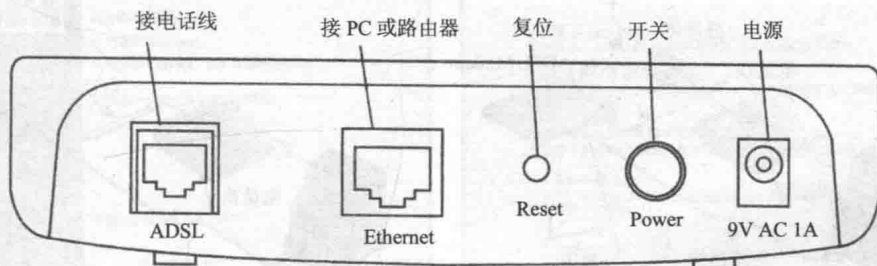 接电话线
接 PC 或路由器
复位
开关
电源
ADSL
Ethernet
Reset
Power
9V AC 1A